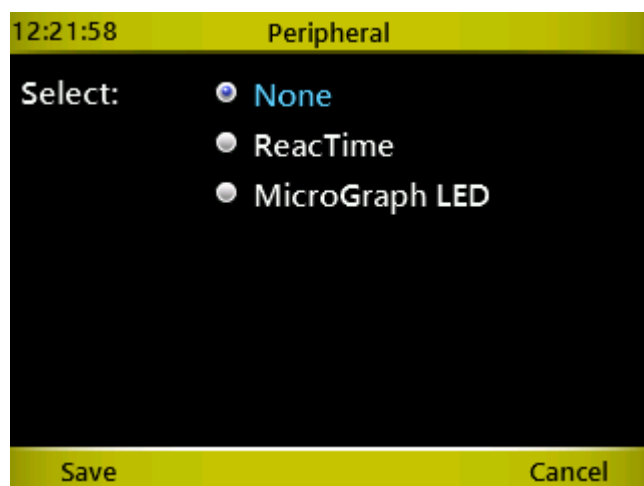 12:21:58 Peripheral
Select: None
ReacTime
MicroGraph LED
Save Cancel